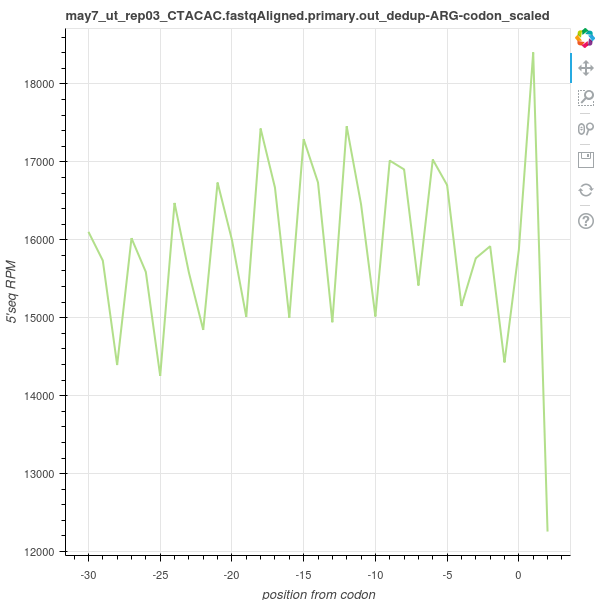 may7_ut_rep03_CTACAC.fastqAligned.primary.out_dedup-ARG-codon_scaled
18000
17000
16000
15000
14000
13000
12000
5'seq RPM
-30 -25 -20 -15 -10 -5 0
position from codon